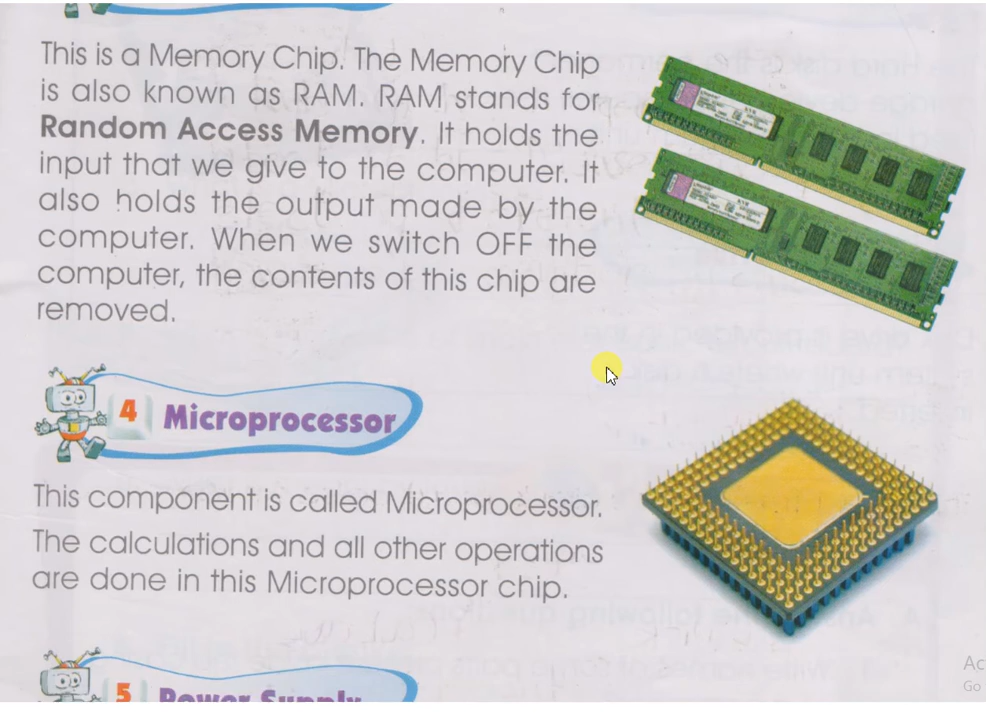 This is a Memory Chip. The Memory Chip
is also known as RAM. RAM stands for
Random Access Memory. It holds the
input that we give to the computer. It
also holds the output made by the
computer. When we switch OFF the
computer, the contents of this chip are
removed.
4 Microprocessor
This component is called Microprocessor.
The calculations and all other operations
are done in this Microprocessor chip.
5 Power Supply
Ac
Go